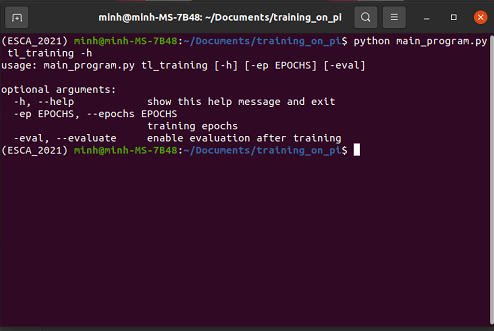 minh@minh-MS-7B48: ~/Documents/training_on_pi
(ESCA_2021) minh@minh-MS-7B48:~/Documents/training_on_pi$ python main_program.py
tl_training -h
usage: main_program.py tl_training [-h] [-ep EPOCHS] [-eval]
optional arguments:
-h, --help show this help message and exit
-ep EPOCHS, --epochs EPOCHS
training epochs
-eval, --evaluate enable evaluation after training
(ESCA_2021) minh@minh-MS-7B48:~/Documents/training_on_pi$